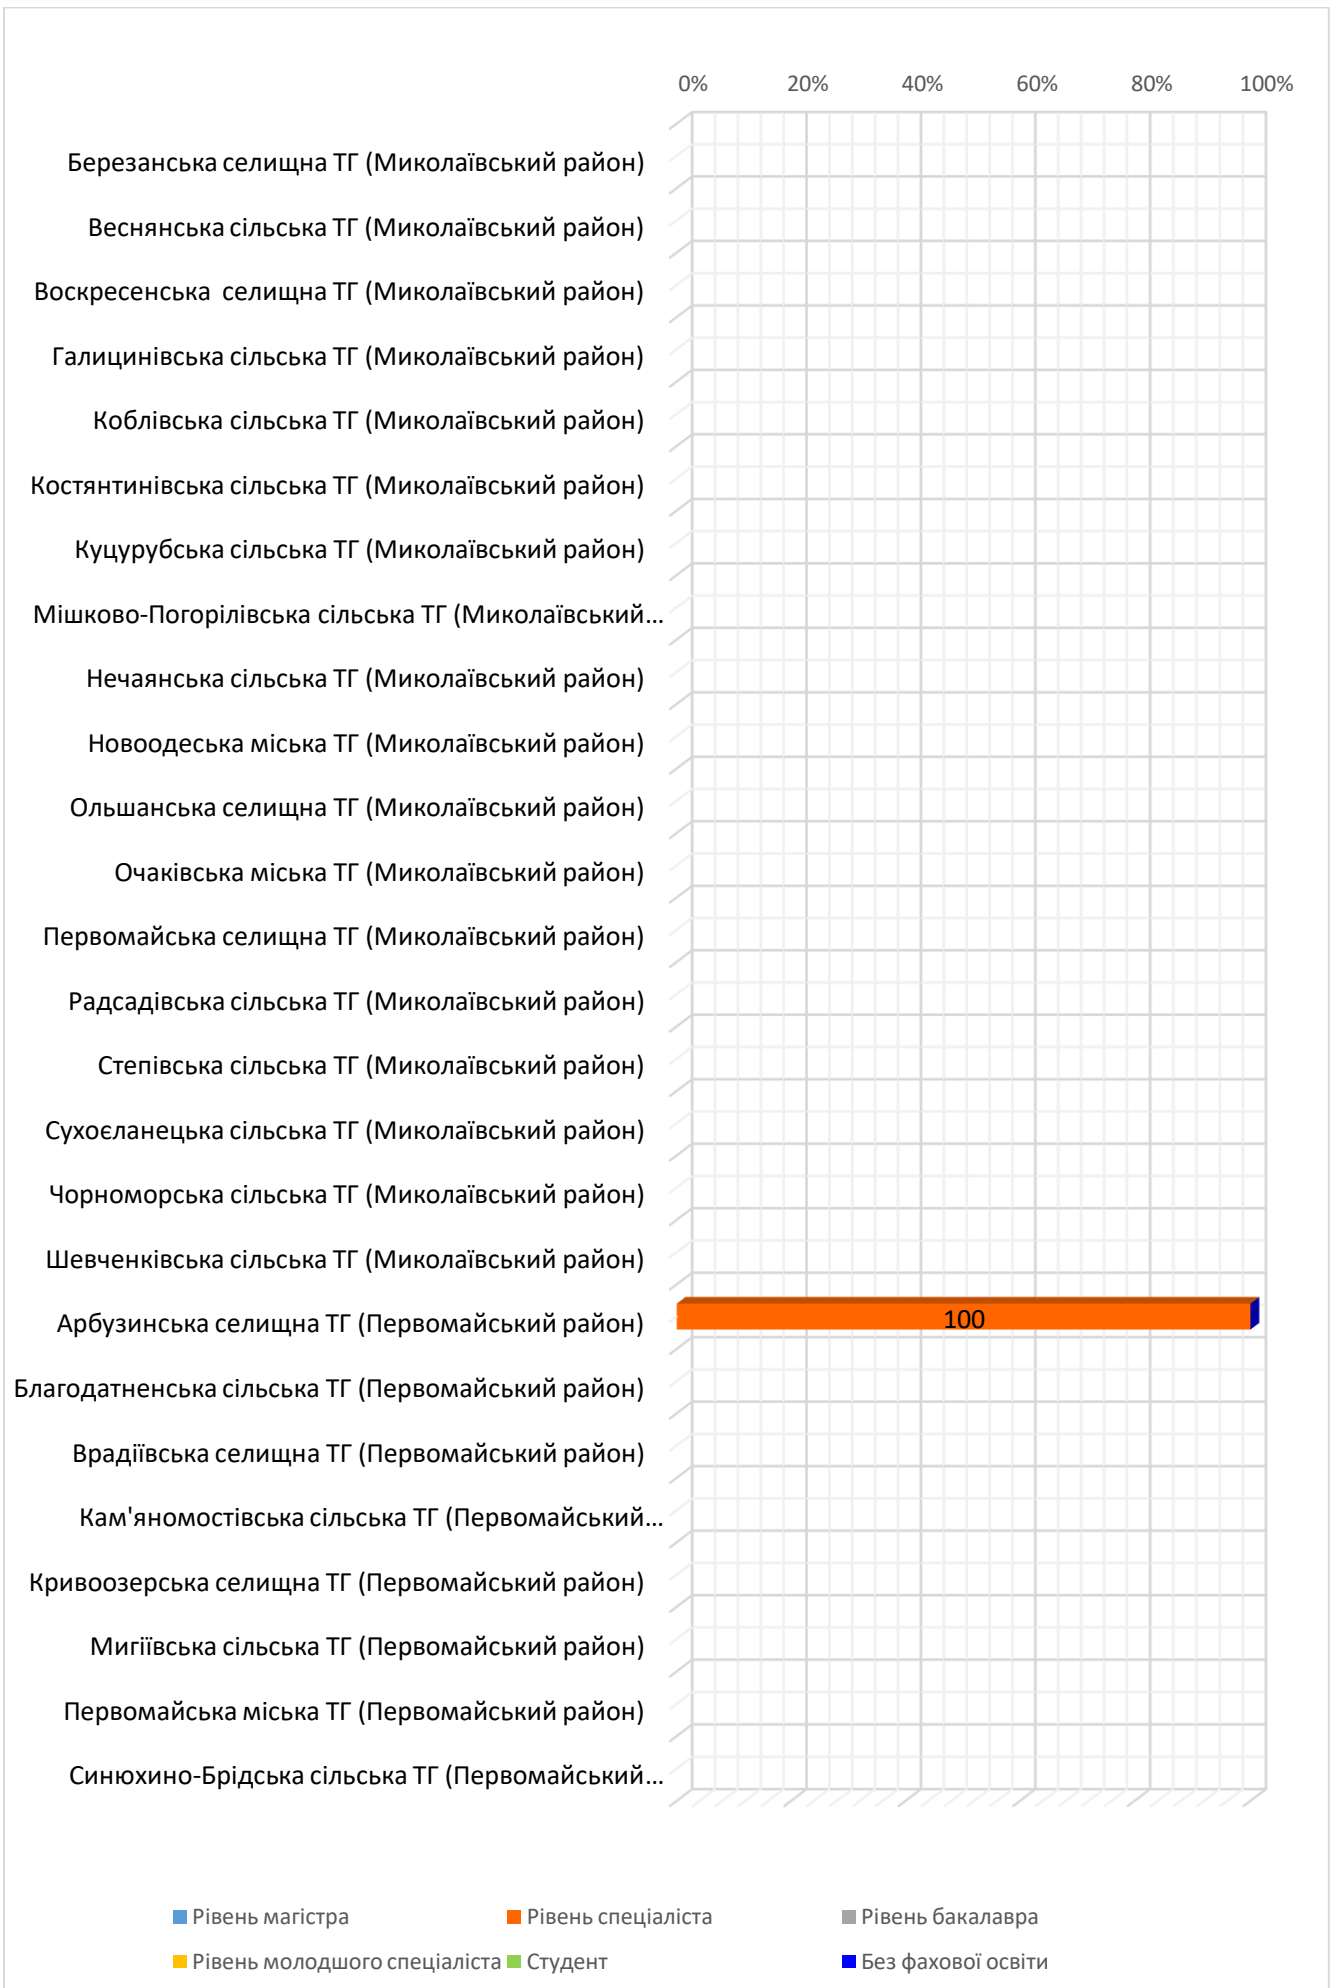 0% 20% 40% 60% 80% 100%
Березанська селищна ТГ (Миколаївський район)
Веснянська сільська ТГ (Миколаївський район)
Воскресенська  селищна ТГ (Миколаївський район)
Галицинівська сільська ТГ (Миколаївський район)
Коблівська сільська ТГ (Миколаївський район)
Костянтинівська сільська ТГ (Миколаївський район)
Куцурубська сільська ТГ (Миколаївський район)
Мішково-Погорілівська сільська ТГ (Миколаївський...
Нечаянська сільська ТГ (Миколаївський район)
Новоодеська міська ТГ (Миколаївський район)
Ольшанська селищна ТГ (Миколаївський район)
Очаківська міська ТГ (Миколаївський район)
Первомайська селищна ТГ (Миколаївський район)
Радсадівська сільська ТГ (Миколаївський район)
Степівська сільська ТГ (Миколаївський район)
Сухоєланецька сільська ТГ (Миколаївський район)
Чорноморська сільська ТГ (Миколаївський район)
Шевченківська сільська ТГ (Миколаївський район)
Арбузинська селищна ТГ (Первомайський район) 100
Благодатненська сільська ТГ (Первомайський район)
Врадіївська селищна ТГ (Первомайський район)
Кам'яномостівська сільська ТГ (Первомайський...
Кривоозерська селищна ТГ (Первомайський район)
Мигіївська сільська ТГ (Первомайський район)
Первомайська міська ТГ (Первомайський район)
Синюхино-Брідська сільська ТГ (Первомайський...
Рівень магістра Рівень спеціаліста Рівень бакалавра
Рівень молодшого спеціаліста Студент Без фахової освіти